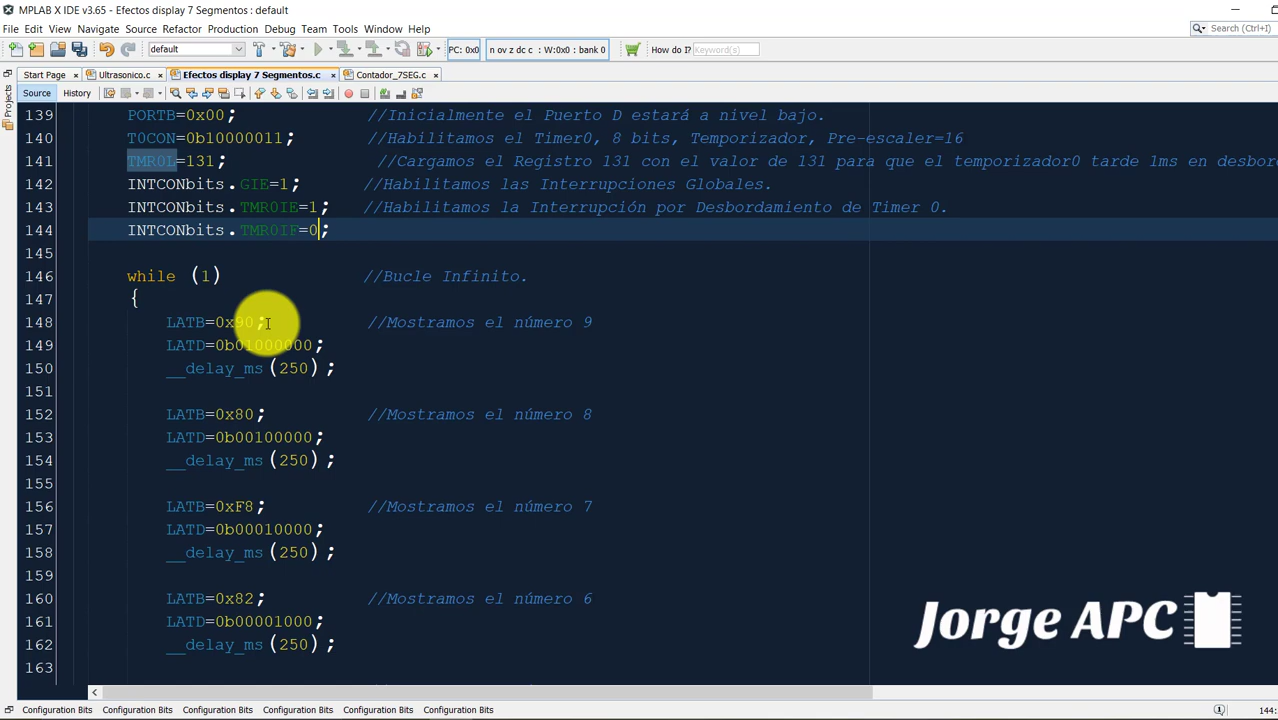 MPLAB X IDE v3.65 - Efectos display 7 Segmentos : default
File Edit View Navigate Source Refactor Production Debug Team Tools Window Help Search (Ctrl+I)
default PC: 0x0 n ov z dc c : W:0x0 : bank 0 How do I? Keyword(s)
Start Page Ultrasonico.c Efectos display 7 Segmentos.c Contador_7SEG.c
Source History
Projects
139 PORTB=0x00; //Inicialmente el Puerto D estará a nivel bajo.
140 T0CON=0b10000011; //Habilitamos el Timer0, 8 bits, Temporizador, Pre-escaler=16
141 TMR0L=131; //Cargamos el Registro 131 con el valor de 131 para que el temporizador0 tarde 1ms en desbor
142 INTCONbits.GIE=1; //Habilitamos las Interrupciones Globales.
143 INTCONbits.TMR0IE=1; //Habilitamos la Interrupción por Desbordamiento de Timer 0.
144 INTCONbits.TMR0IF=0;
145
146 while (1) //Bucle Infinito.
147 {
148 LATB=0x90; //Mostramos el número 9
149 LATD=0b01000000;
150 __delay_ms(250);
151
152 LATB=0x80; //Mostramos el número 8
153 LATD=0b00100000;
154 __delay_ms(250);
155
156 LATB=0xF8; //Mostramos el número 7
157 LATD=0b00010000;
158 __delay_ms(250);
159
160 LATB=0x82; //Mostramos el número 6
161 LATD=0b00001000;
162 __delay_ms(250);
163
Jorge APC
Configuration Bits Configuration Bits Configuration Bits Configuration Bits Configuration Bits Configuration Bits 144: